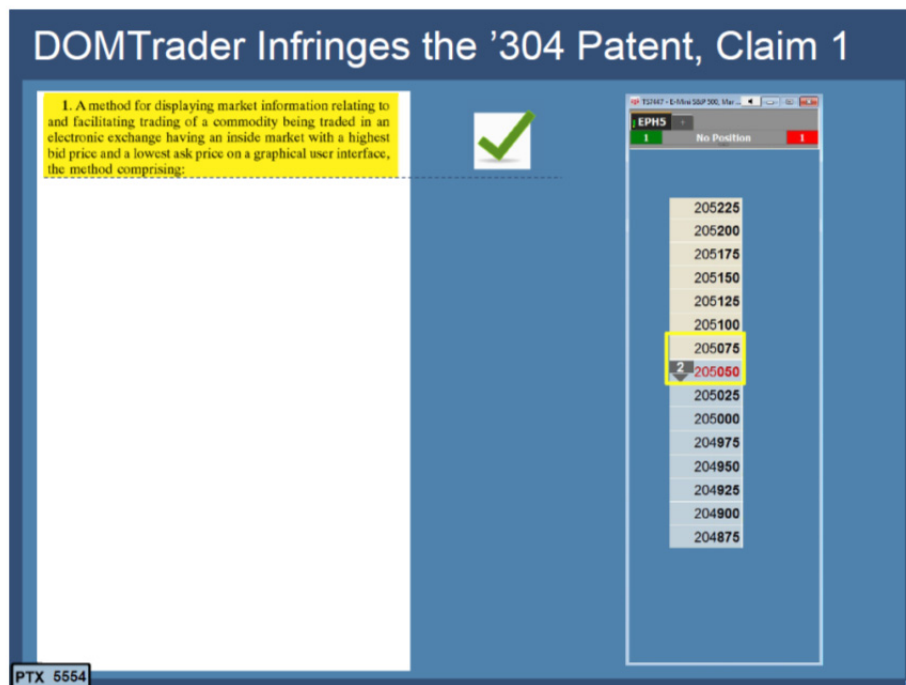 DOMTrader Infringes the ’304 Patent, Claim 1
1. A method for displaying market information relating to
and facilitating trading of a commodity being traded in an
electronic exchange having an inside market with a highest
bid price and a lowest ask price on a graphical user interface,
the method comprising:
E-Mini S&P 500, Mar
EPH5
1 No Position 1
205225
205200
205175
205150
205125
205100
205075
2 205050
205025
205000
204975
204950
204925
204900
204875
PTX 5554